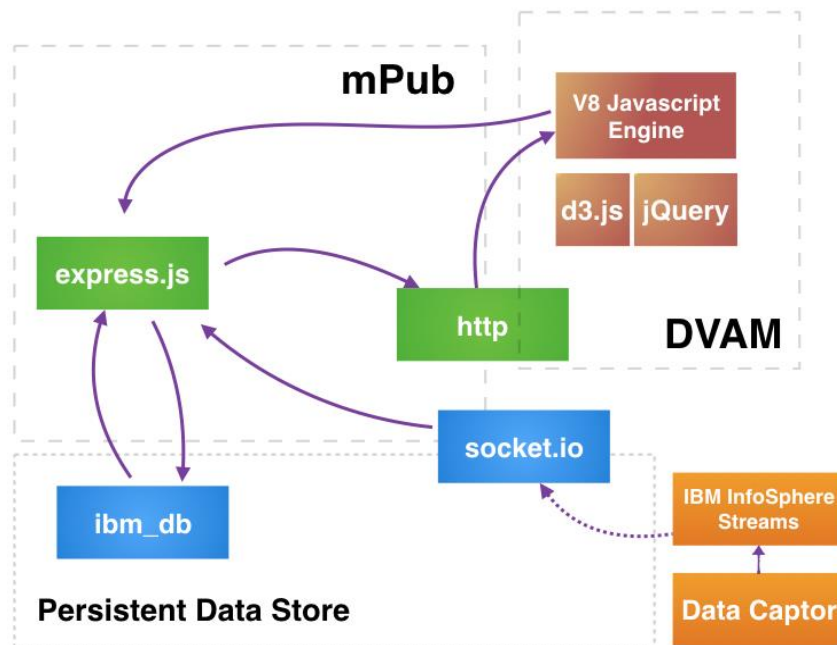 mPub
V8 Javascript
Engine
d3.js
jQuery
express.js
http
DVAM
socket.io
IBM InfoSphere
Streams
ibm_db
Persistent Data Store
Data Captor